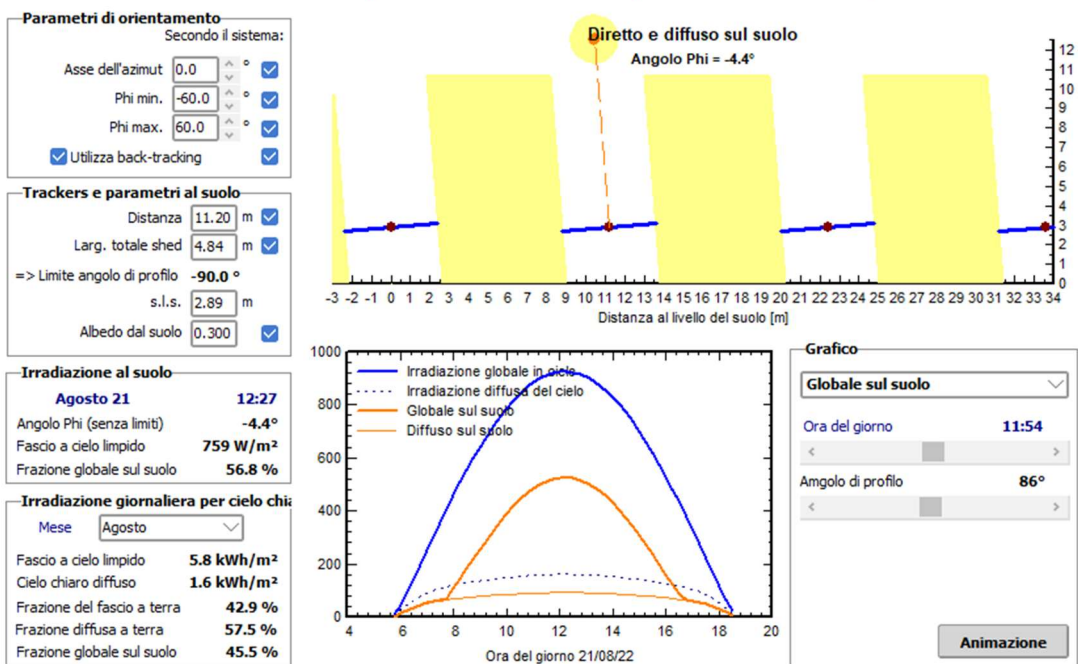 Parametri di orientamento
Secondo il sistema:
Asse dell'azimut 0.0 °
Phi min. -60.0 °
Phi max. 60.0 °
Utilizza back-tracking
Trackers e parametri al suolo
Distanza 11.20 m
Larg. totale shed 4.84 m
=> Limite angolo di profilo -90.0 °
s.l.s. 2.89 m
Albedo dal suolo 0.300
Irradiazione al suolo
Agosto 21 12:27
Angolo Phi (senza limiti) -4.4°
Fascio a cielo limpido 759 W/m²
Frazione globale sul suolo 56.8 %
Irradiazione giornaliera per cielo chia
Mese Agosto
Fascio a cielo limpido 5.8 kWh/m²
Cielo chiaro diffuso 1.6 kWh/m²
Frazione del fascio a terra 42.9 %
Frazione diffusa a terra 57.5 %
Frazione globale sul suolo 45.5 %
Diretto e diffuso sul suolo
Angolo Phi = -4.4°
12
11
10
9
8
7
6
5
4
3
2
1
0
-3 -2 -1 0 1 2 3 4 5 6 7 8 9 10 11 12 13 14 15 16 17 18 19 20 21 22 23 24 25 26 27 28 29 30 31 32 33 34
Distanza al livello del suolo [m]
1000
800
600
400
200
0
Irradiazione globale in cielo
Irradiazione diffusa del cielo
Globale sul suolo
Diffuso sul suolo
4 6 8 10 12 14 16 18 20
Ora del giorno 21/08/22
Grafico
Globale sul suolo
Ora del giorno 11:54
Amgolo di profilo 86°
Animazione